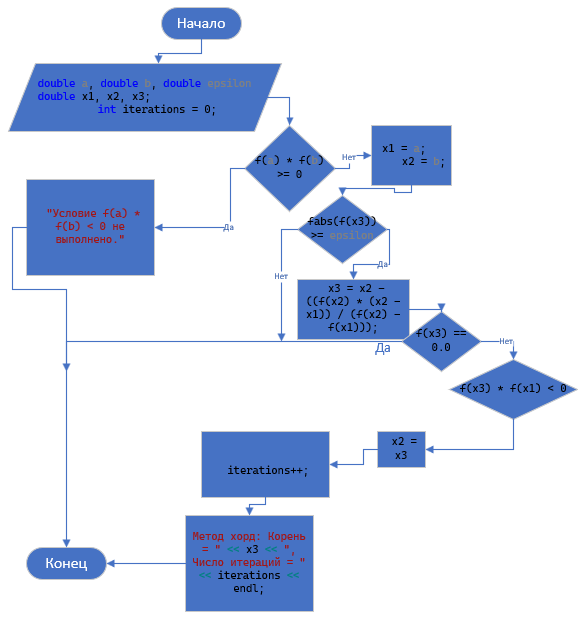 Начало
double a, double b, double epsilon
double x1, x2, x3;
int iterations = 0;
f(a) * f(b)
>= 0
Нет
x1 = a;
x2 = b;
Да
"Условие f(a) *
f(b) < 0 не
выполнено."
fabs(f(x3))
>= epsilon
Да
Нет
x3 = x2 -
((f(x2) * (x2 -
x1)) / (f(x2) -
f(x1)));
f(x3) ==
0.0
Да
Нет
f(x3) * f(x1) < 0
x2 =
x3
iterations++;
Метод хорд: Корень
= " << x3 << ",
Число итераций = "
<< iterations <<
endl;
Конец